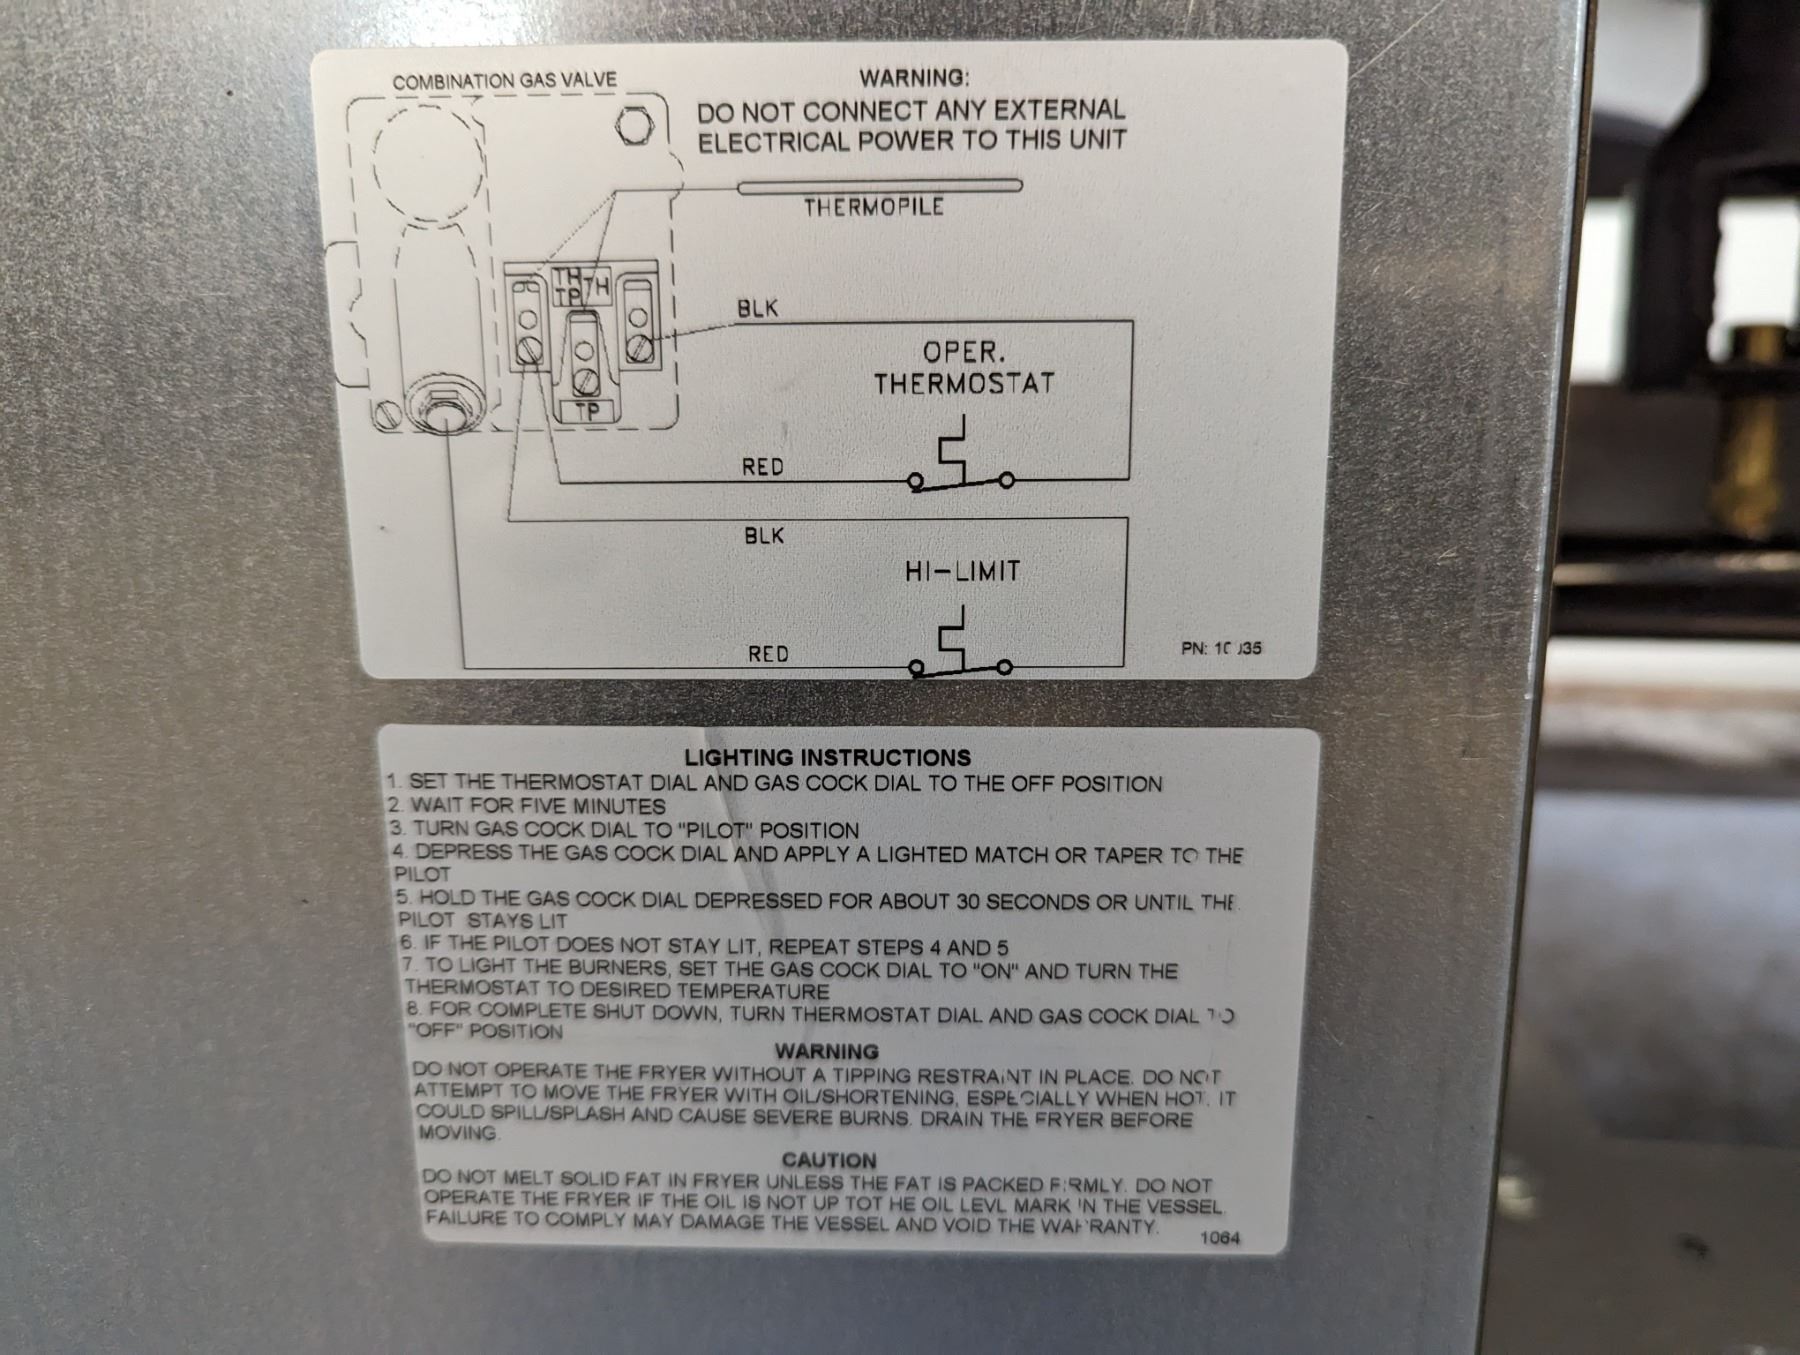 COMBINATION GAS VALVE
WARNING:
DO NOT CONNECT ANY EXTERNAL
ELECTRICAL POWER TO THIS UNIT
THERMOPILE
TH
TP
TH
TP
BLK
OPER.
THERMOSTAT
RED
BLK
HI-LIMIT
RED
PN:
LIGHTING INSTRUCTIONS
1. SET THE THERMOSTAT DIAL AND GAS COCK DIAL TO THE OFF POSITION
2. WAIT FOR FIVE MINUTES
3. TURN GAS COCK DIAL TO "PILOT" POSITION
4. DEPRESS THE GAS COCK DIAL AND APPLY A LIGHTED MATCH OR TAPER TO THE
PILOT
5. HOLD THE GAS COCK DIAL DEPRESSED FOR ABOUT 30 SECONDS OR UNTIL THE
PILOT STAYS LIT
6. IF THE PILOT DOES NOT STAY LIT, REPEAT STEPS 4 AND 5
7. TO LIGHT THE BURNERS, SET THE GAS COCK DIAL TO "ON" AND TURN THE
THERMOSTAT TO DESIRED TEMPERATURE
8. FOR COMPLETE SHUT DOWN, TURN THERMOSTAT DIAL AND GAS COCK DIAL TO
"OFF" POSITION
WARNING
DO NOT OPERATE THE FRYER WITHOUT A TIPPING RESTRAINT IN PLACE. DO NOT
ATTEMPT TO MOVE THE FRYER WITH OIL/SHORTENING, ESPECIALLY WHEN HOT. IT
COULD SPILL/SPLASH AND CAUSE SEVERE BURNS. DRAIN THE FRYER BEFORE
MOVING.
CAUTION
DO NOT MELT SOLID FAT IN FRYER UNLESS THE FAT IS PACKED FIRMLY. DO NOT
OPERATE THE FRYER IF THE OIL IS NOT UP TOT HE OIL LEVL MARK IN THE VESSEL.
FAILURE TO COMPLY MAY DAMAGE THE VESSEL AND VOID THE WARRANTY.
1064